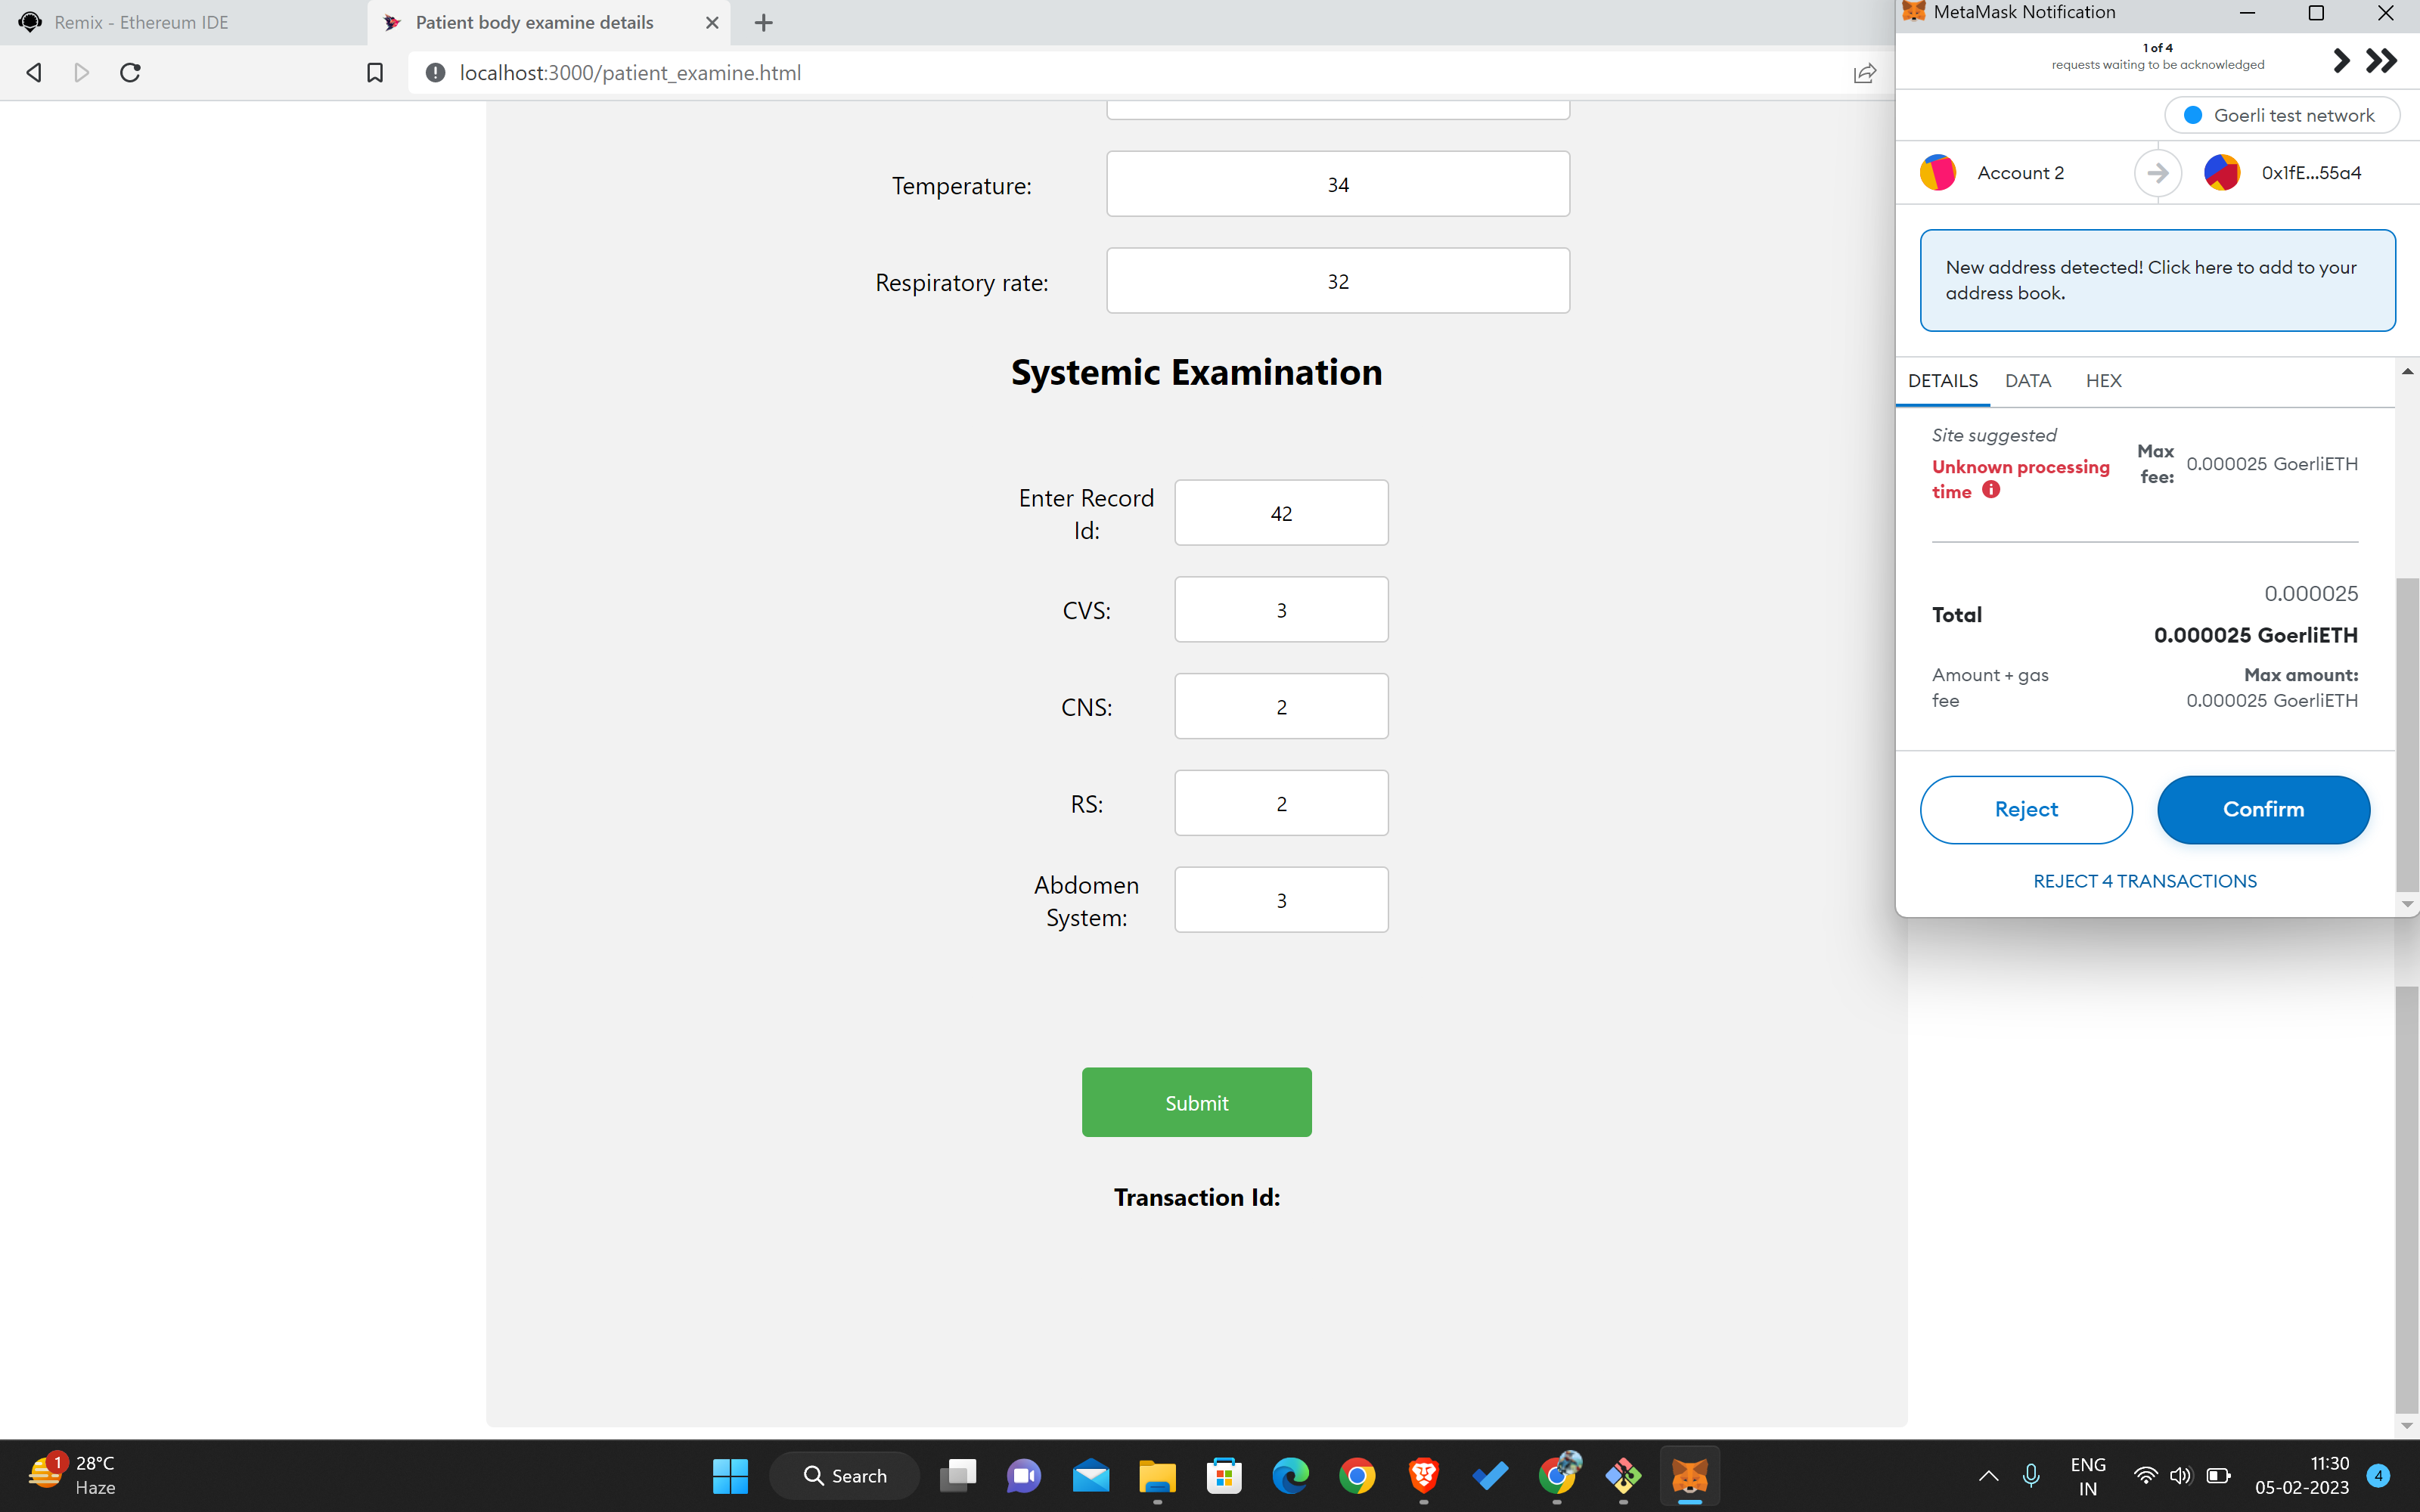 Remix - Ethereum IDE
Patient body examine details
localhost:3000/patient_examine.html
Temperature:
34
Respiratory rate:
32
Systemic Examination
Enter Record
Id:
42
CVS:
3
CNS:
2
RS:
2
Abdomen
System:
3
Submit
Transaction Id:
MetaMask Notification
1 of 4
requests waiting to be acknowledged
Goerli test network
Account 2
0x1fE...55a4
New address detected! Click here to add to your
address book.
DETAILS
DATA
HEX
Site suggested
Unknown processing
time
Max
fee:
0.000025 GoerliETH
0.000025
Total
0.000025 GoerliETH
Amount + gas
fee
Max amount:
0.000025 GoerliETH
Reject
Confirm
REJECT 4 TRANSACTIONS
1
28°C
Haze
Search
ENG
IN
11:30
05-02-2023
4